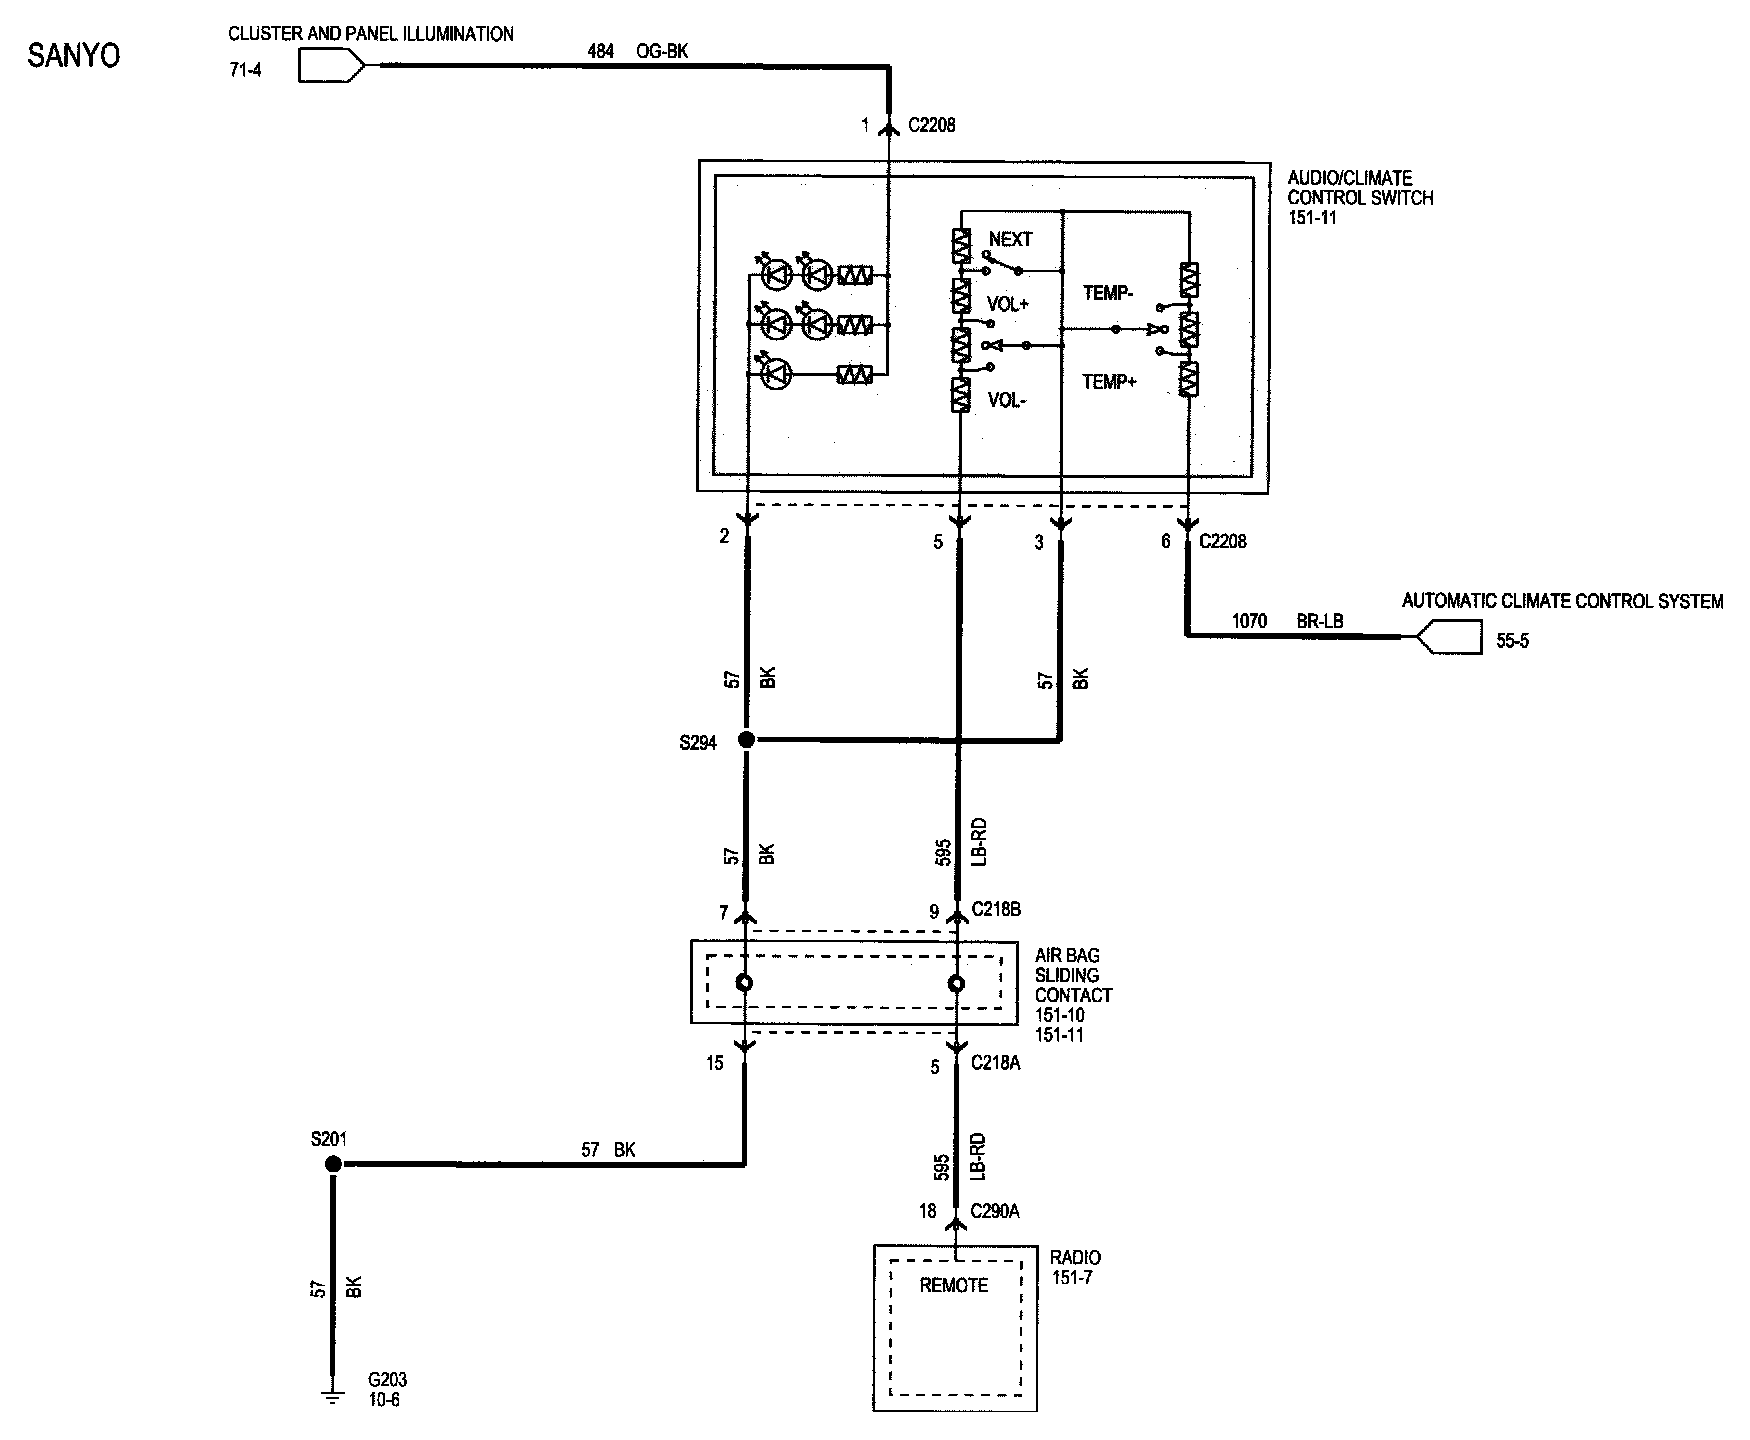 SANYO
CLUSTER AND PANEL ILLUMINATION
71-4
484 OG-BK
1 C2208
AUDIO/CLIMATE
CONTROL SWITCH
151-11
NEXT
VOL+
VOL-
TEMP-
TEMP+
2
5
3
6 C2208
AUTOMATIC CLIMATE CONTROL SYSTEM
1070 BR-LB
55-5
57 BK
57 BK
S294
57 BK
595 LB-RD
7
9 C218B
AIR BAG
SLIDING
CONTACT
151-10
151-11
15
5 C218A
S201
57 BK
595 LB-RD
18 C290A
RADIO
151-7
REMOTE
57 BK
G203
10-6